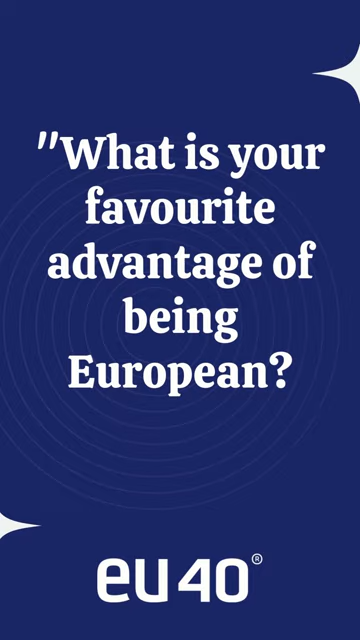 "What is your
favourite
advantage of
being
European?
eu40®